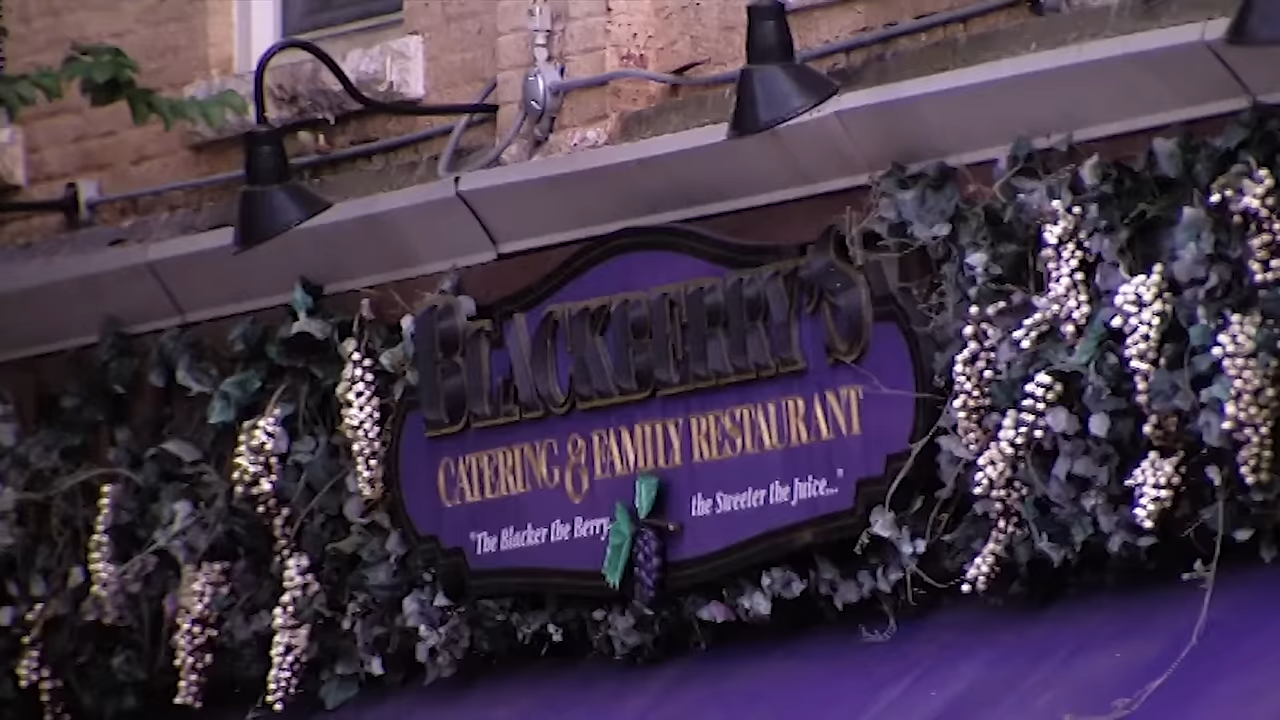 BLACKBERRY'S
CATERING & FAMILY RESTAURANT
"The Blacker the Berry the Sweeter the Juice..."